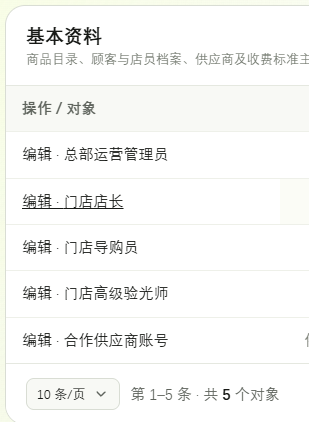 基本资料
商品目录、顾客与店员档案、供应商及收费标准
操作 / 对象
编辑 · 总部运营管理员
编辑 · 门店店长
编辑 · 门店导购员
编辑 · 门店高级验光师
编辑 · 合作供应商账号
10 条/页 第 1–5 条 · 共 5 个对象